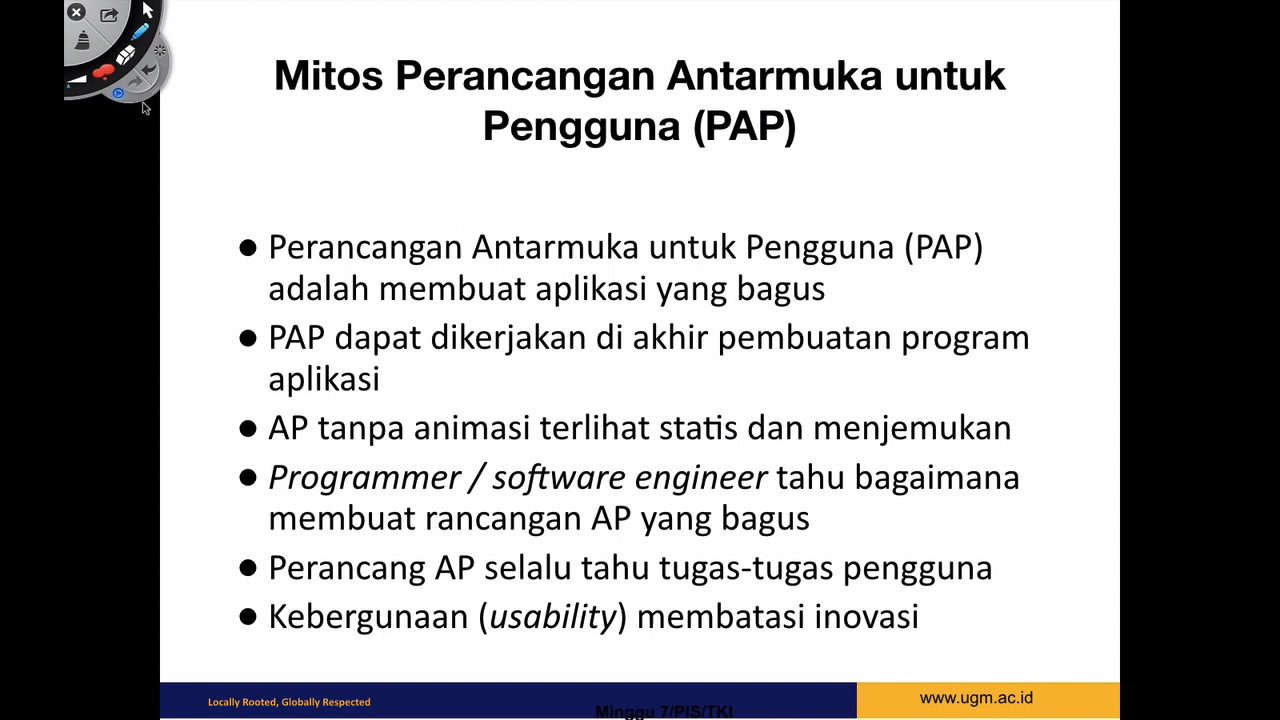 Mitos Perancangan Antarmuka untuk
Pengguna (PAP)
● Perancangan Antarmuka untuk Pengguna (PAP)
adalah membuat aplikasi yang bagus
● PAP dapat dikerjakan di akhir pembuatan program
aplikasi
● AP tanpa animasi terlihat statis dan menjemukan
● Programmer / software engineer tahu bagaimana
membuat rancangan AP yang bagus
● Perancang AP selalu tahu tugas-tugas pengguna
● Kebergunaan (usability) membatasi inovasi
Locally Rooted, Globally Respected
www.ugm.ac.id
Minggu 7/PIS/TKI